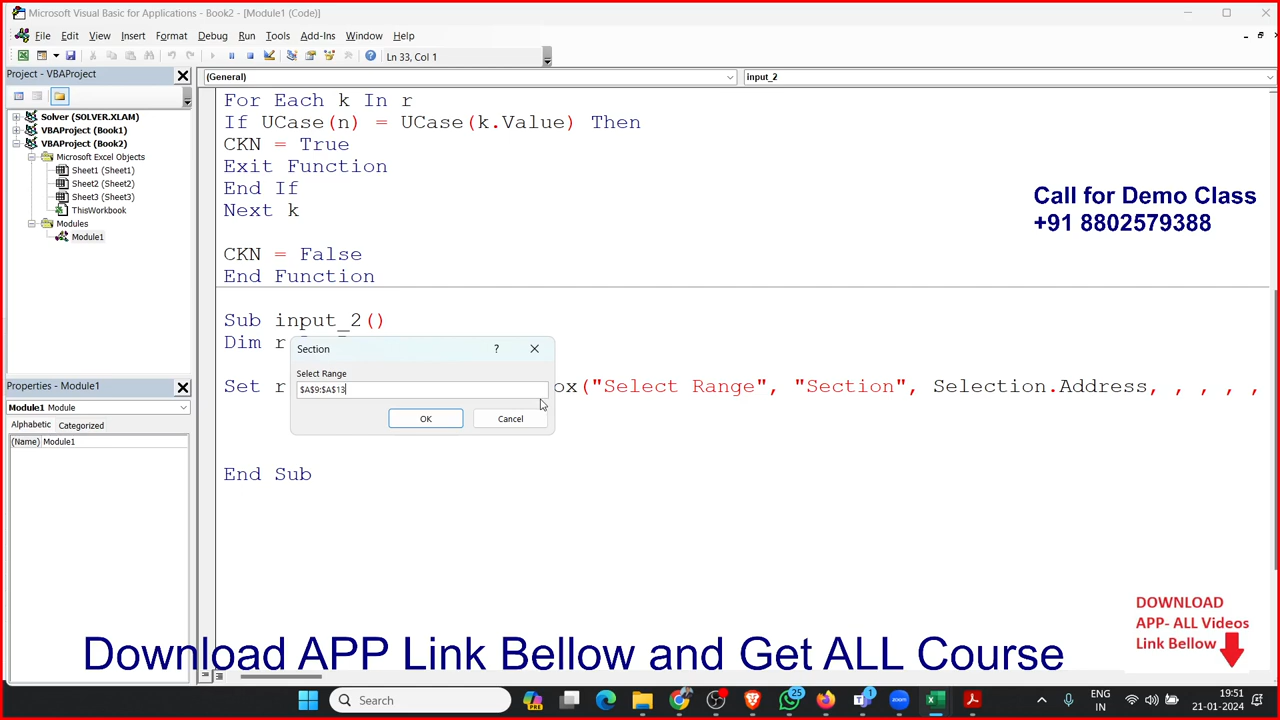 Microsoft Visual Basic for Applications - Book2 - [Module1 (Code)]
File Edit View Insert Format Debug Run Tools Add-Ins Window Help
Ln 33, Col 1
Project - VBAProject
(General)
input_2
Solver (SOLVER.XLAM)
VBAProject (Book1)
VBAProject (Book2)
Microsoft Excel Objects
Sheet1 (Sheet1)
Sheet2 (Sheet2)
Sheet3 (Sheet3)
ThisWorkbook
Modules
Module1
For Each k In r
If UCase(n) = UCase(k.Value) Then
CKN = True
Exit Function
End If
Next k
CKN = False
End Function
Call for Demo Class
+91 8802579388
Sub input_2()
Dim r
Section
?
Select Range
$A$9:$A$13
OK
Cancel
Set r
ox("Select Range", "Section", Selection.Address, , , , ,
End Sub
Properties - Module1
Module1 Module
Alphabetic Categorized
(Name) Module1
DOWNLOAD
APP- ALL Videos
Link Bellow
Download APP Link Bellow and Get ALL Course
Search
PRE
25
1
zoom
ENG
IN
19:51
21-01-2024